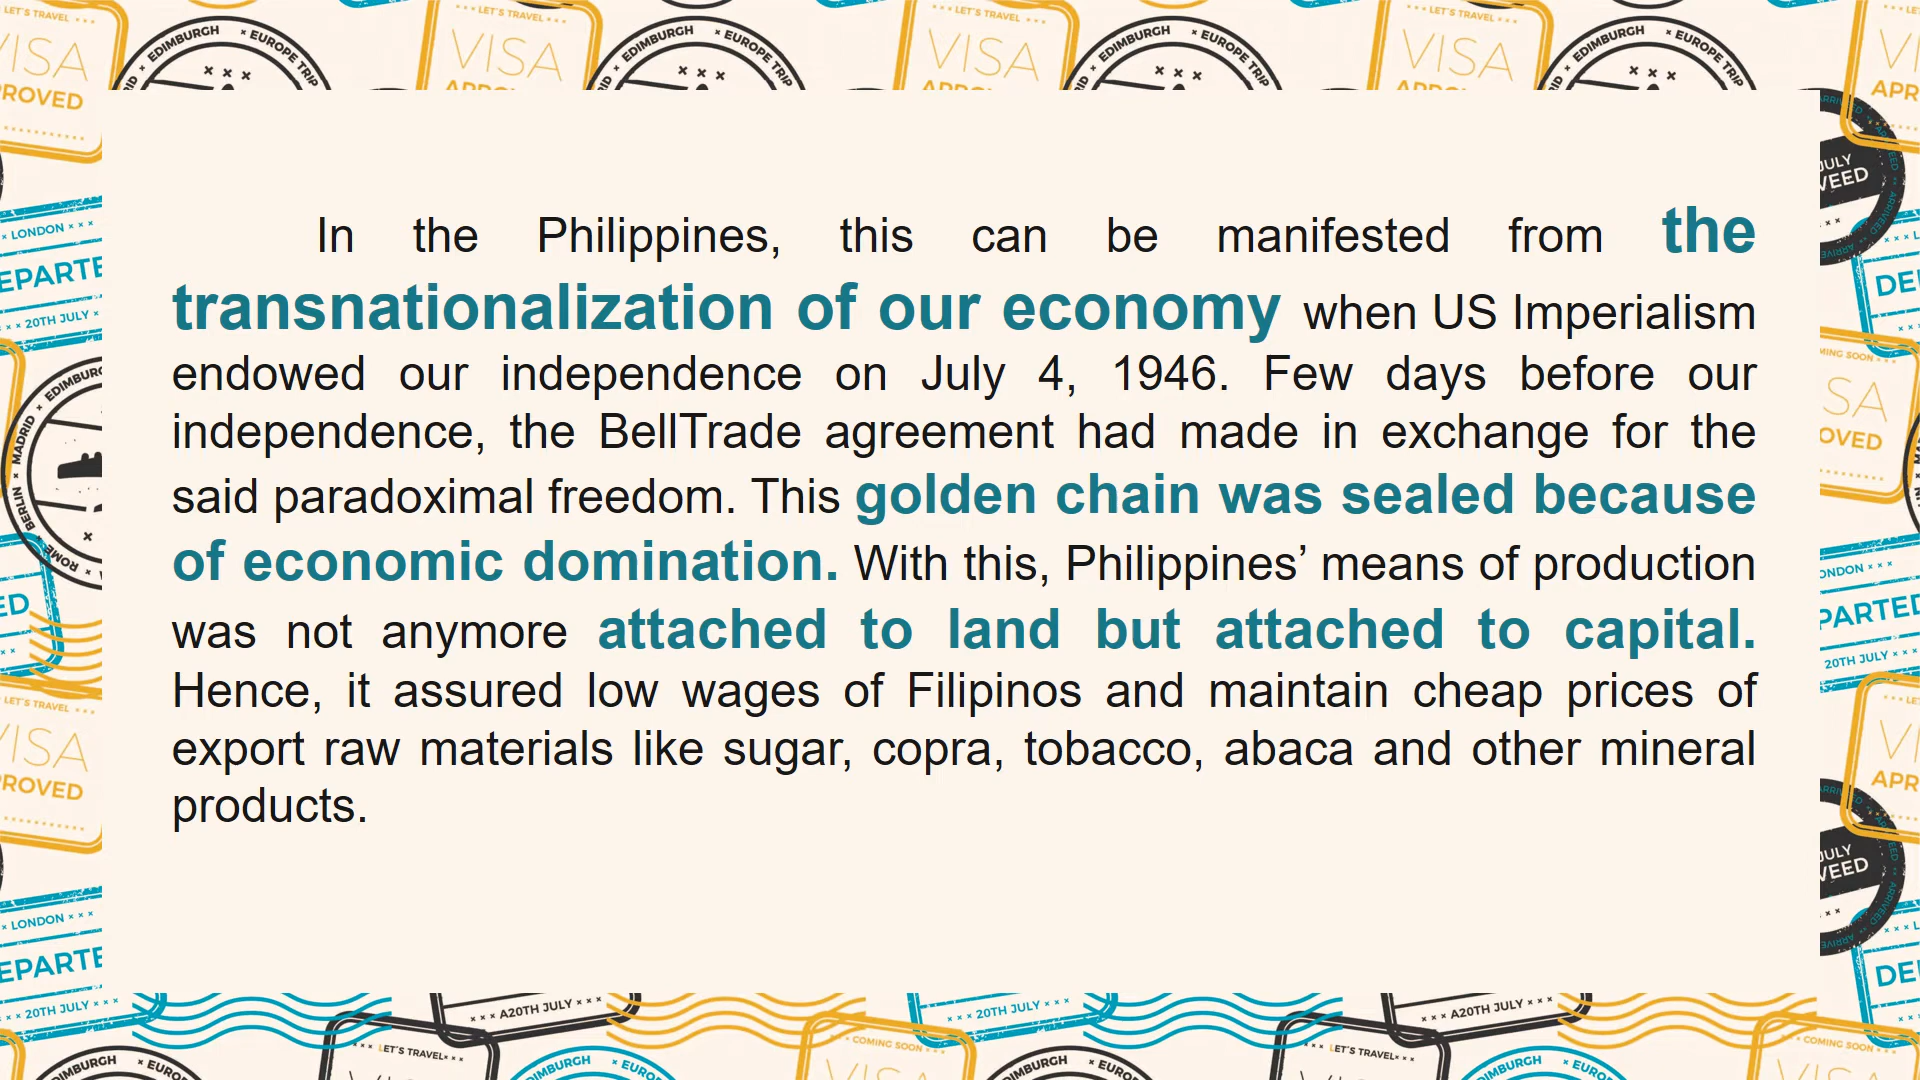 In the Philippines, this can be manifested from the
transnationalization of our economy when US Imperialism
endowed our independence on July 4, 1946. Few days before our
independence, the BellTrade agreement had made in exchange for the
said paradoximal freedom. This golden chain was sealed because
of economic domination. With this, Philippines’ means of production
was not anymore attached to land but attached to capital.
Hence, it assured low wages of Filipinos and maintain cheap prices of
export raw materials like sugar, copra, tobacco, abaca and other mineral
products.